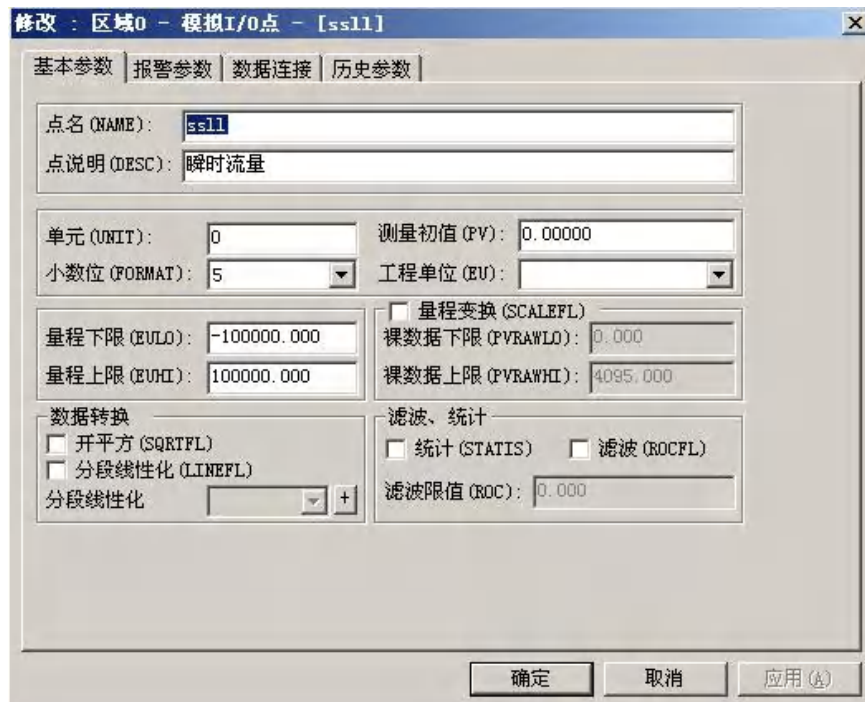 修改 : 区域0 - 模拟I/O点 - [ssll]
基本参数 报警参数 数据连接 历史参数
点名(NAME): ssll
点说明(DESC): 瞬时流量
单元(UNIT): 0 测量初值(PV): 0.00000
小数位(FORMAT): 5 工程单位(EU):
量程变换(SCALEFL)
量程下限(EULO): -100000.000 裸数据下限(PVRAWLO): 0.000
量程上限(EUHI): 100000.000 裸数据上限(PVRAWHI): 4095.000
数据转换 滤波、统计
开平方(SQRTFL) 统计(STATIS) 滤波(ROCFL)
分段线性化(LINEFL)
分段线性化 + 滤波限值(ROC): 0.000
确定 取消 应用(A)